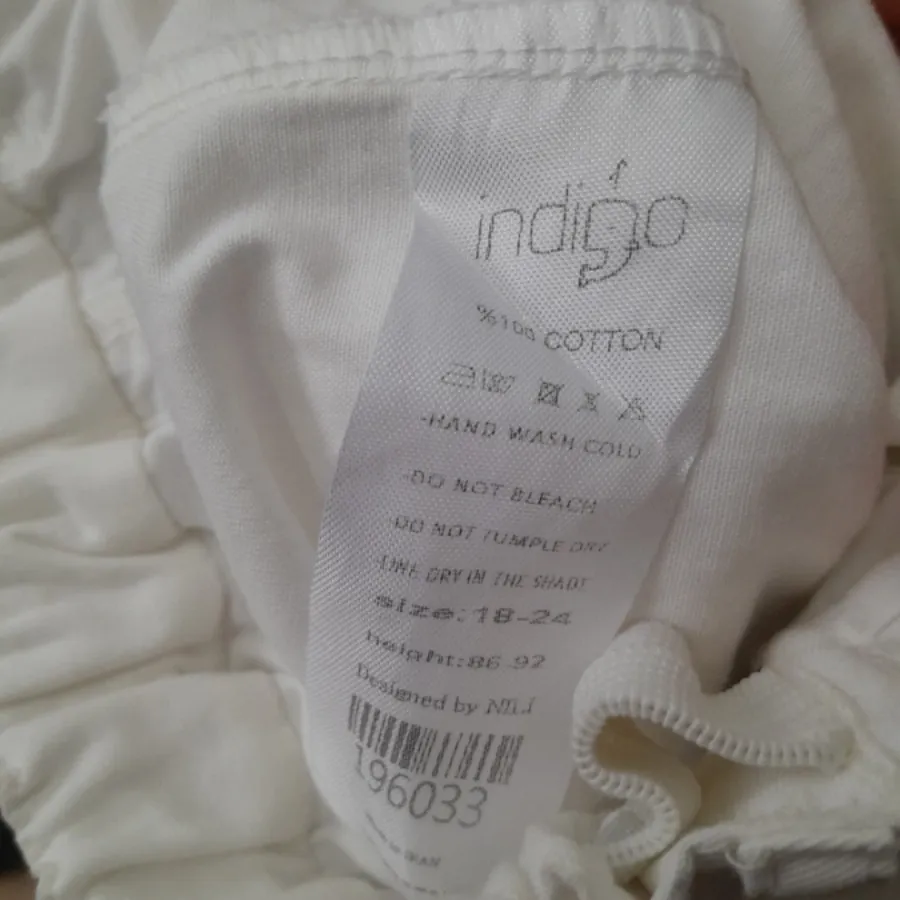 indigo
%100 COTTON
-HAND WASH COLD
-DO NOT BLEACH
-DO NOT TUMPLE DRY
-LINE DRY IN THE SHADE
size:18-24
height:86-92
Designed by NILI
196033